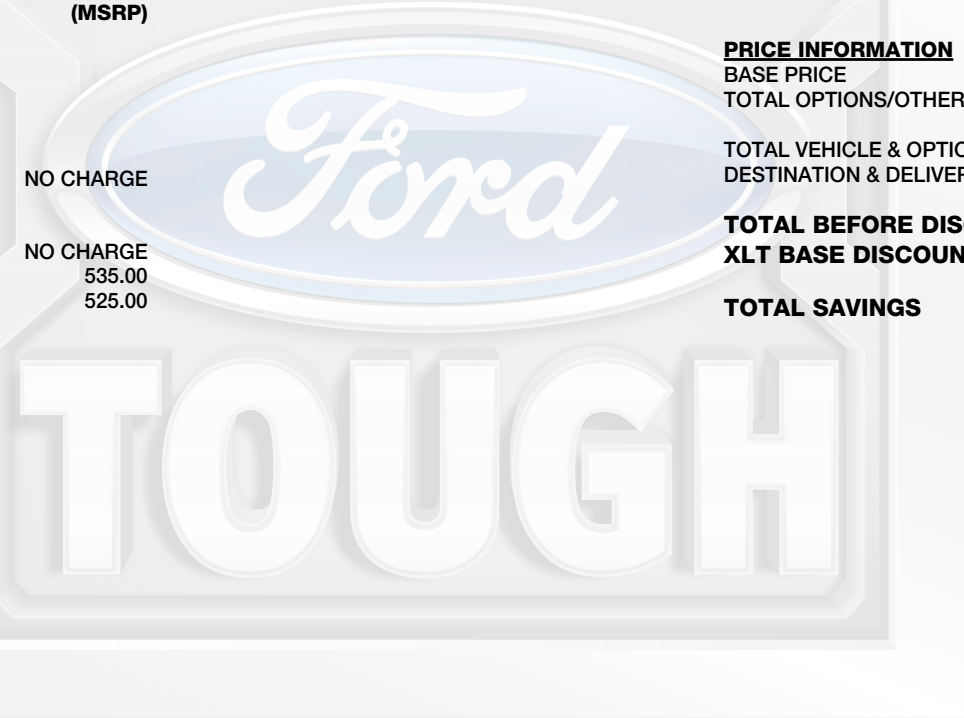 (MSRP)
NO CHARGE
NO CHARGE
535.00
525.00
PRICE INFORMATION
BASE PRICE
TOTAL OPTIONS/OTHER
TOTAL VEHICLE & OPTIO
DESTINATION & DELIVER
TOTAL BEFORE DIS
XLT BASE DISCOUN
TOTAL SAVINGS
Ford
TOUGH